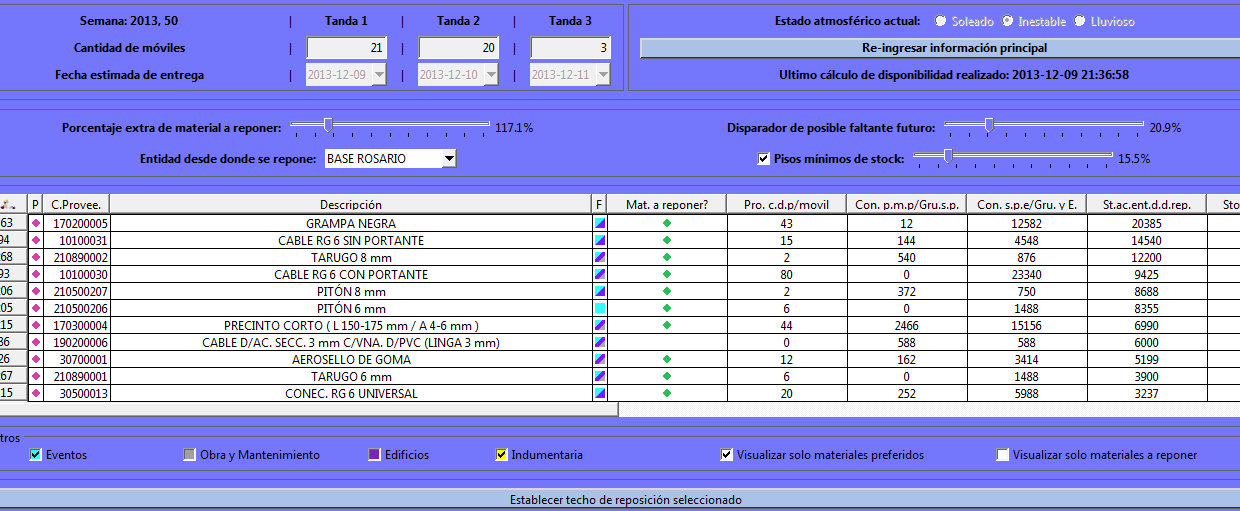 Semana: 2013, 50 | Tanda 1 | Tanda 2 | Tanda 3
Cantidad de móviles | 21 | 20 | 3
Fecha estimada de entrega | 2013-12-09 | 2013-12-10 | 2013-12-11
Estado atmosférico actual: Soleado Inestable Lluvioso
Re-ingresar información principal
Ultimo cálculo de disponibilidad realizado: 2013-12-09 21:36:58
Porcentaje extra de material a reponer: 117.1%
Disparador de posible faltante futuro: 20.9%
Entidad desde donde se repone: BASE ROSARIO
Pisos mínimos de stock: 15.5%
P C.Provee. Descripción F Mat. a reponer? Pro. c.d.p/movil Con. p.m.p/Gru.s.p. Con. s.p.e/Gru. y E. St.ac.ent.d.d.rep. Sto
63 170200005 GRAMPA NEGRA 43 12 12582 20385
94 10100031 CABLE RG 6 SIN PORTANTE 15 144 4548 14540
268 210890002 TARUGO 8 mm 2 540 876 12200
93 10100030 CABLE RG 6 CON PORTANTE 80 0 23340 9425
206 210500207 PITÓN 8 mm 2 372 750 8688
205 210500206 PITÓN 6 mm 6 0 1488 8355
115 170300004 PRECINTO CORTO ( L 150-175 mm / A 4-6 mm ) 44 2466 15156 6990
36 190200006 CABLE D/AC. SECC. 3 mm C/VNA. D/PVC (LINGA 3 mm) 0 588 588 6000
26 30700001 AEROSELLO DE GOMA 12 162 3414 5199
267 210890001 TARUGO 6 mm 6 0 1488 3900
115 30500013 CONEC. RG 6 UNIVERSAL 20 252 5988 3237
tros
Eventos Obra y Mantenimiento Edificios Indumentaria Visualizar solo materiales preferidos Visualizar solo materiales a reponer
Establecer techo de reposición seleccionado